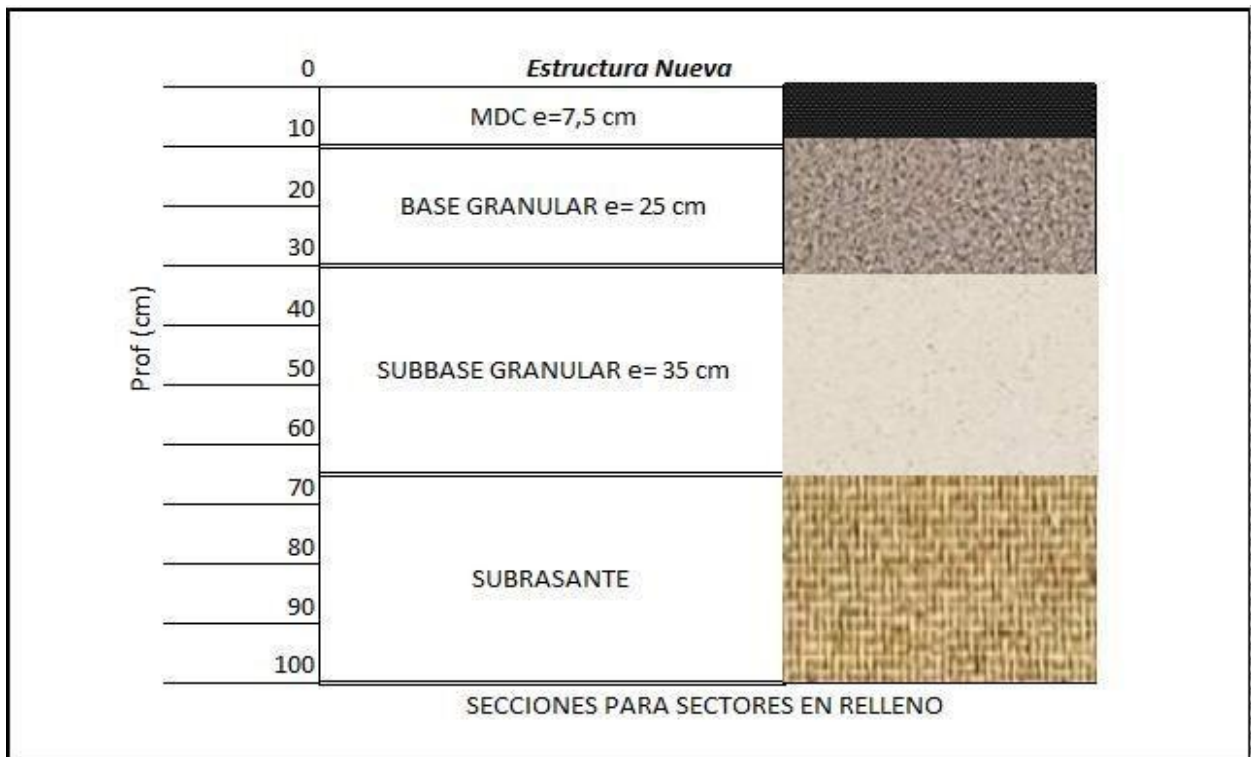 0
Estructura Nueva
MDC e=7,5 cm
10
20
BASE GRANULAR e= 25 cm
30
Prof (cm)
40
50
SUBBASE GRANULAR e= 35 cm
60
70
80
SUBRASANTE
90
100
SECCIONES PARA SECTORES EN RELLENO